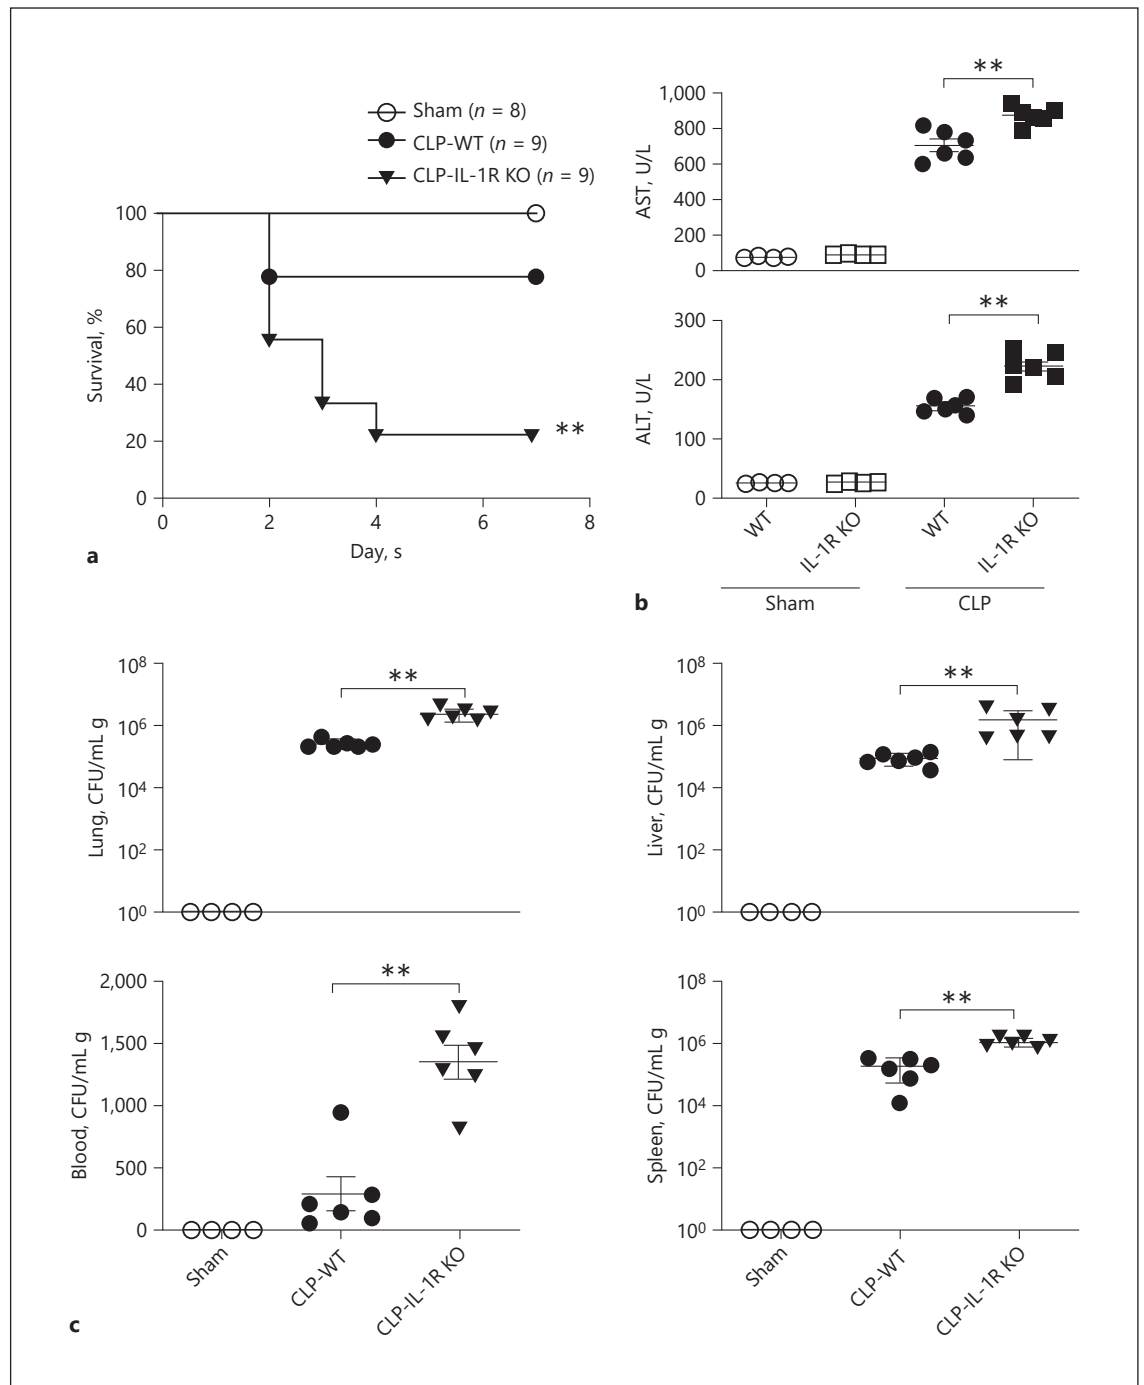 Sham (n = 8)
CLP-WT (n = 9)
CLP-IL-1R KO (n = 9)
100
80
60
40
20
0
Survival, %
0 2 4 6 8
Day, s
**
a
**
1,000
800
600
400
200
0
AST, U/L
**
300
200
100
0
ALT, U/L
WT IL-1R KO WT IL-1R KO
Sham CLP
b
**
10⁸
10⁶
10⁴
10²
10⁰
Lung, CFU/mL g
**
10⁸
10⁶
10⁴
10²
10⁰
Liver, CFU/mL g
**
2,000
1,500
1,000
500
0
Blood, CFU/mL g
Sham CLP-WT CLP-IL-1R KO
**
10⁸
10⁶
10⁴
10²
10⁰
Spleen, CFU/mL g
Sham CLP-WT CLP-IL-1R KO
c